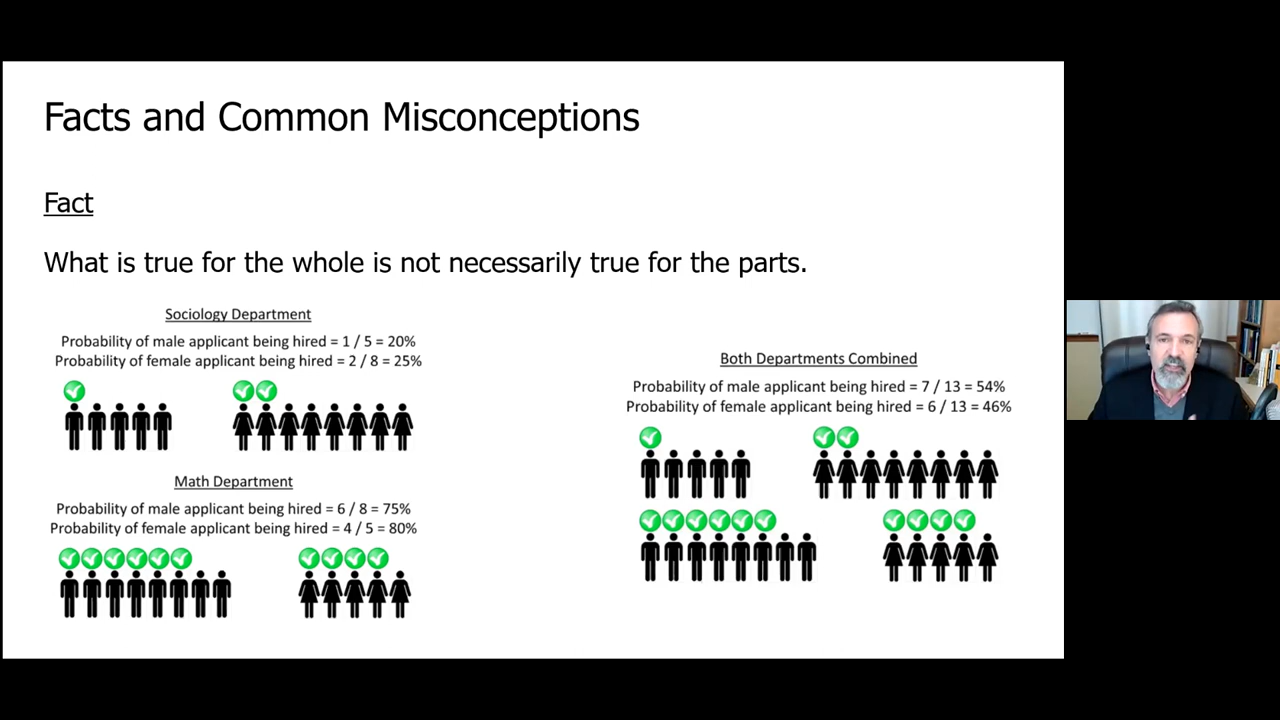 Facts and Common Misconceptions
Fact
What is true for the whole is not necessarily true for the parts.
Sociology Department
Probability of male applicant being hired = 1 / 5 = 20%
Probability of female applicant being hired = 2 / 8 = 25%
Math Department
Probability of male applicant being hired = 6 / 8 = 75%
Probability of female applicant being hired = 4 / 5 = 80%
Both Departments Combined
Probability of male applicant being hired = 7 / 13 = 54%
Probability of female applicant being hired = 6 / 13 = 46%